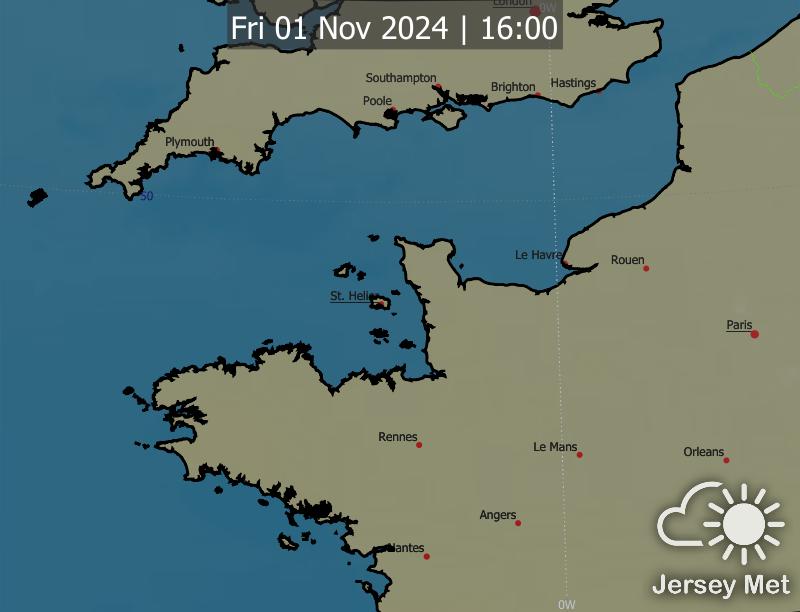 London
0W
Fri 01 Nov 2024 | 16:00
Southampton
Brighton
Hastings
Poole
Plymouth
50
Le Havre
Rouen
St. Helier
Paris
Rennes
Le Mans
Orleans
Angers
Nantes
Jersey Met
0W